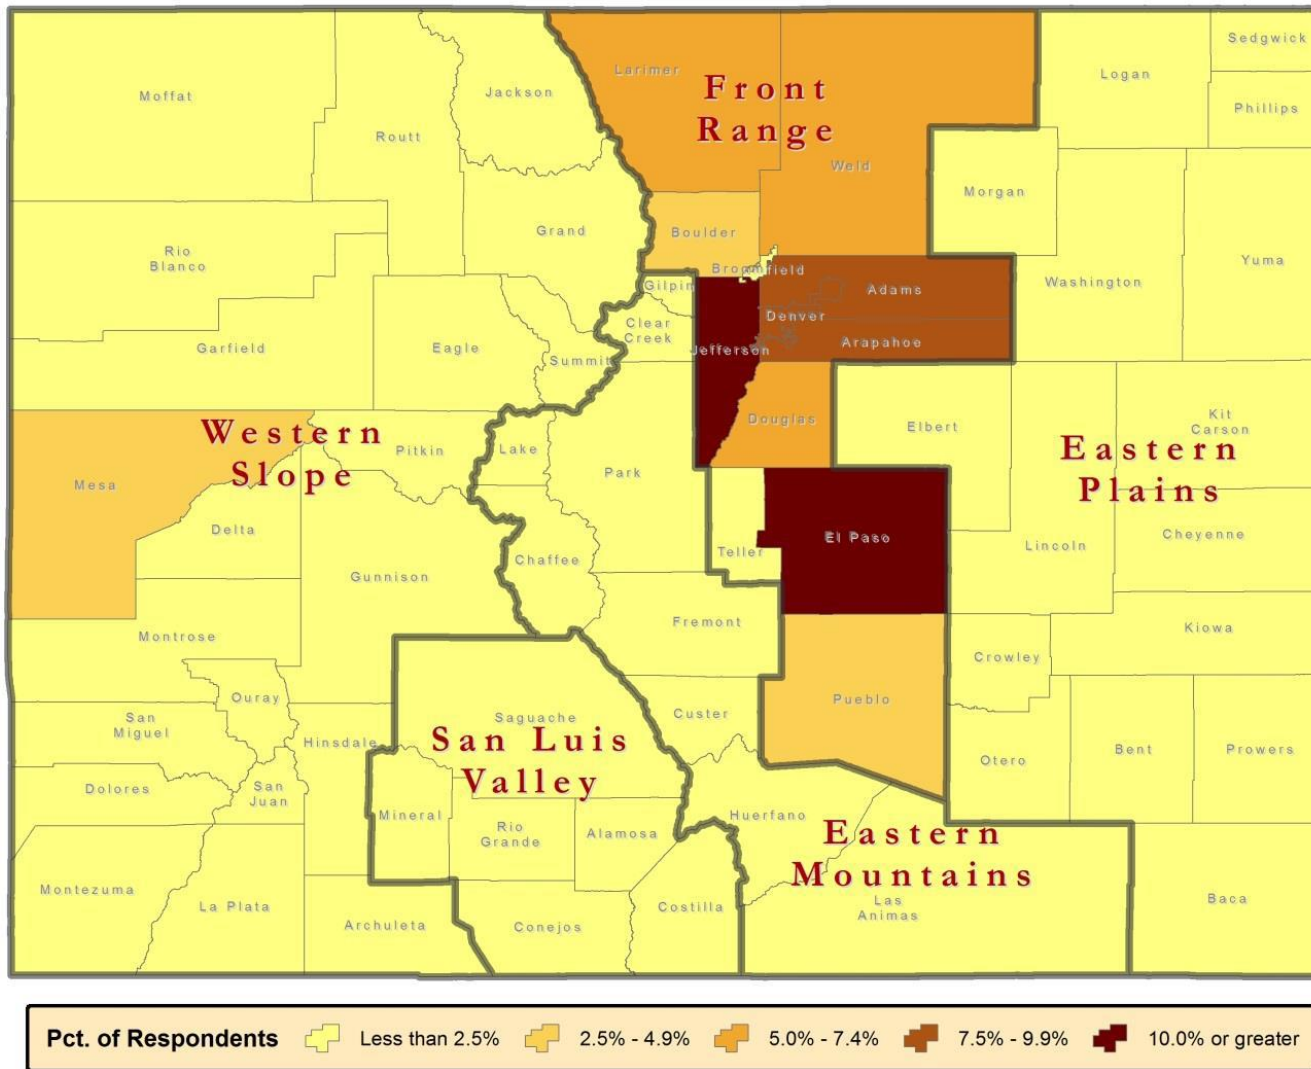 Sedgwick
Larimer
Logan
Moffat
Jackson
Front
Range
Phillips
Routt
Weld
Morgan
Grand
Boulder
Rio
Blanco
Yuma
Broomfield
Gilpin
Adams
Washington
Denver
Clear
Creek
Garfield
Eagle
Summit
Jefferson
Arapahoe
Douglas
Elbert
Kit
Carson
Western
Slope
Pitkin
Lake
Park
Eastern
Plains
Mesa
Delta
El Paso
Cheyenne
Teller
Lincoln
Chaffee
Gunnison
Fremont
Kiowa
Montrose
Crowley
Ouray
Pueblo
San
Miguel
Saguache
Custer
Hinsdale
San Luis
Valley
Bent
Prowers
Otero
Dolores
San
Juan
Mineral
Rio
Grande
Alamosa
Huerfano
Eastern
Mountains
Montezuma
La Plata
Costilla
Las
Animas
Baca
Archuleta
Conejos
Pct. of Respondents Less than 2.5% 2.5% - 4.9% 5.0% - 7.4% 7.5% - 9.9% 10.0% or greater